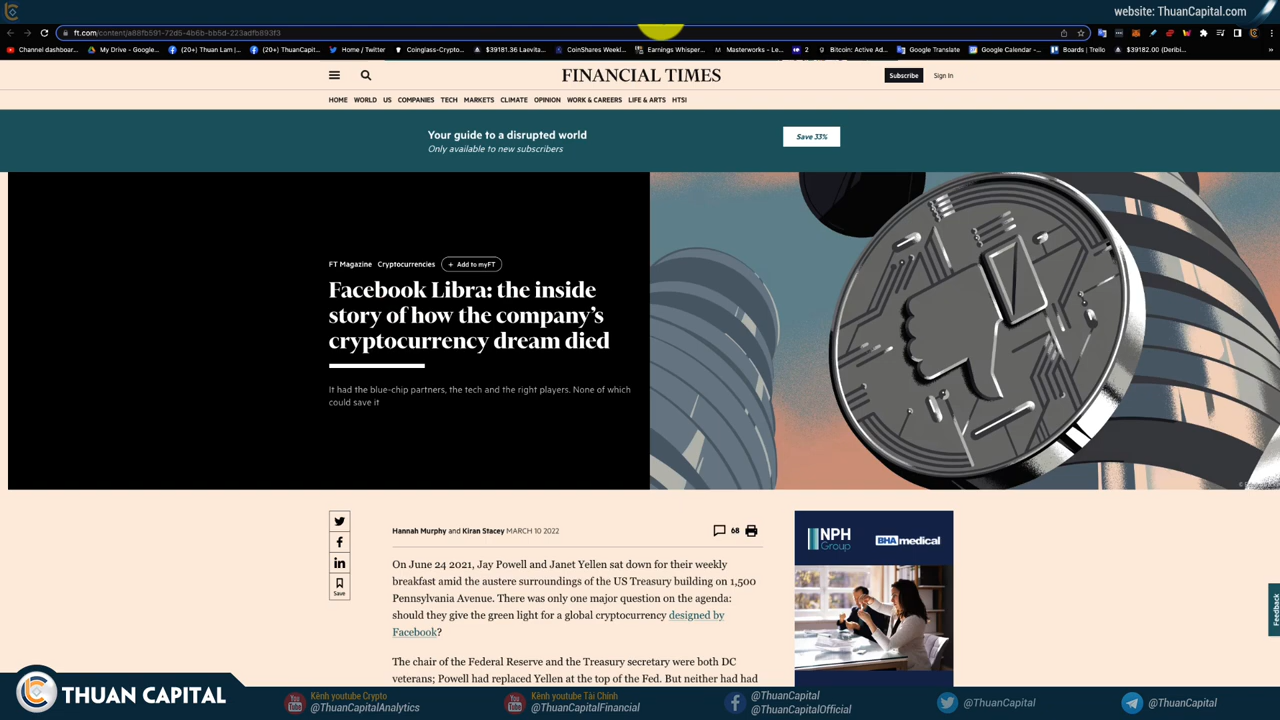 website: ThuanCapital.com
ft.com/content/a88fb591-72d5-4b6b-bb5d-223adfb893f3
Channel dashboar...
My Drive - Google...
(20+) Thuan Lam |...
(20+) ThuanCapit...
Home / Twitter
Coinglass-Crypto...
$39181.36 Laevita...
CoinShares Weekl...
Earnings Whisper...
Masterworks - Le...
2
Bitcoin: Active Ad...
Google Translate
Google Calendar -...
Boards | Trello
$39182.00 (Deribi...
FINANCIAL TIMES
Subscribe
Sign In
HOME WORLD US COMPANIES TECH MARKETS CLIMATE OPINION WORK & CAREERS LIFE & ARTS HTSI
Your guide to a disrupted world
Only available to new subscribers
Save 33%
FT Magazine Cryptocurrencies + Add to myFT
Facebook Libra: the inside
story of how the company's
cryptocurrency dream died
It had the blue-chip partners, the tech and the right players. None of which
could save it
Save
Hannah Murphy and Kiran Stacey MARCH 10 2022
68
On June 24 2021, Jay Powell and Janet Yellen sat down for their weekly
breakfast amid the austere surroundings of the US Treasury building on 1,500
Pennsylvania Avenue. There was only one major question on the agenda:
should they give the green light for a global cryptocurrency designed by
Facebook?
The chair of the Federal Reserve and the Treasury secretary were both DC
veterans; Powell had replaced Yellen at the top of the Fed. But neither had had
NPH
Group
BHAmedical
Feedback
THUAN CAPITAL
Kênh youtube Crypto
@ThuanCapitalAnalytics
Kênh youtube Tài Chính
@ThuanCapitalFinancial
@ThuanCapital
@ThuanCapitalOfficial
@ThuanCapital
@ThuanCapital